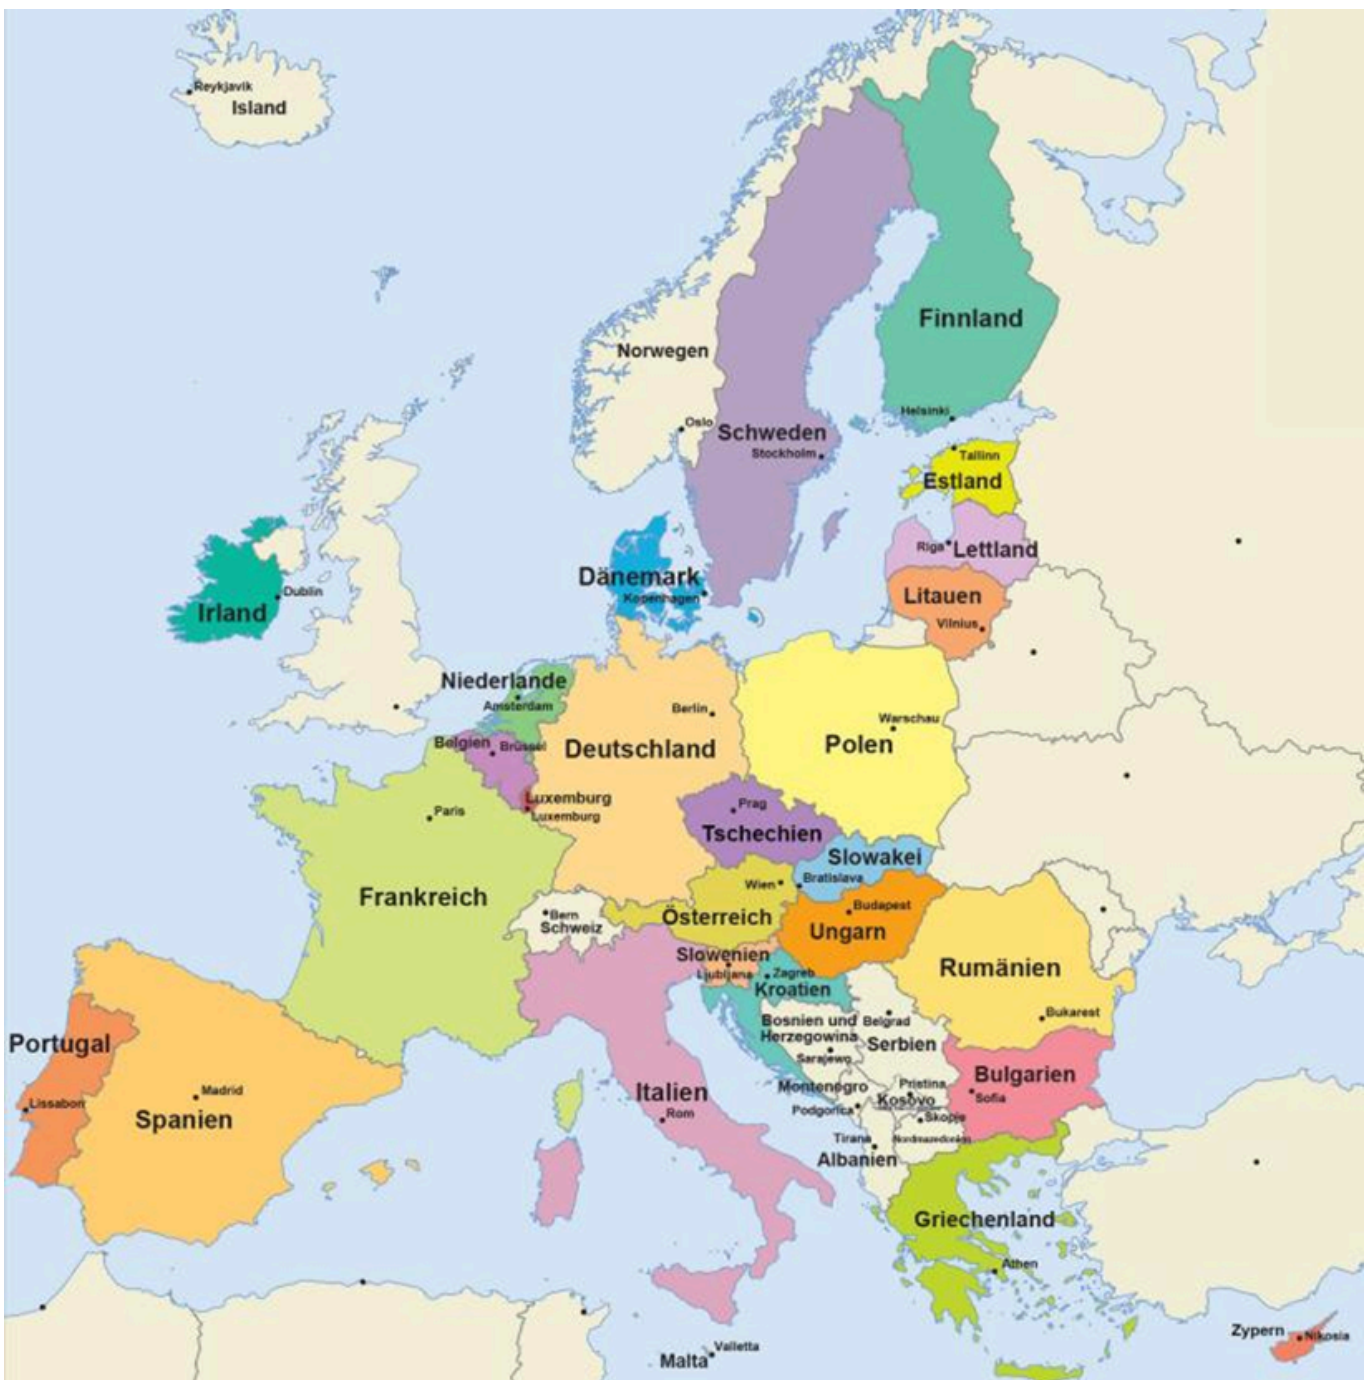 Reykjavik
Island
Norwegen
Oslo
Schweden
Stockholm
Finnland
Helsinki
Tallinn
Estland
Riga
Lettland
Litauen
Vilnius
Dänemark
Kopenhagen
Dublin
Irland
Niederlande
Amsterdam
Belgien
Brüssel
Luxemburg
Luxemburg
Berlin
Deutschland
Warschau
Polen
Prag
Tschechien
Slowakei
Bratislava
Wien
Österreich
Budapest
Ungarn
Paris
Frankreich
Bern
Schweiz
Slowenien
Ljubljana
Zagreb
Kroatien
Rumänien
Bukarest
Bosnien und
Herzegowina
Sarajewo
Belgrad
Serbien
Montenegro
Podgorica
Pristina
Kosovo
Skopje
Nordmazedonien
Bulgarien
Sofia
Tirana
Albanien
Portugal
Lissabon
Madrid
Spanien
Italien
Rom
Griechenland
Athen
Valletta
Malta
Zypern
Nikosia